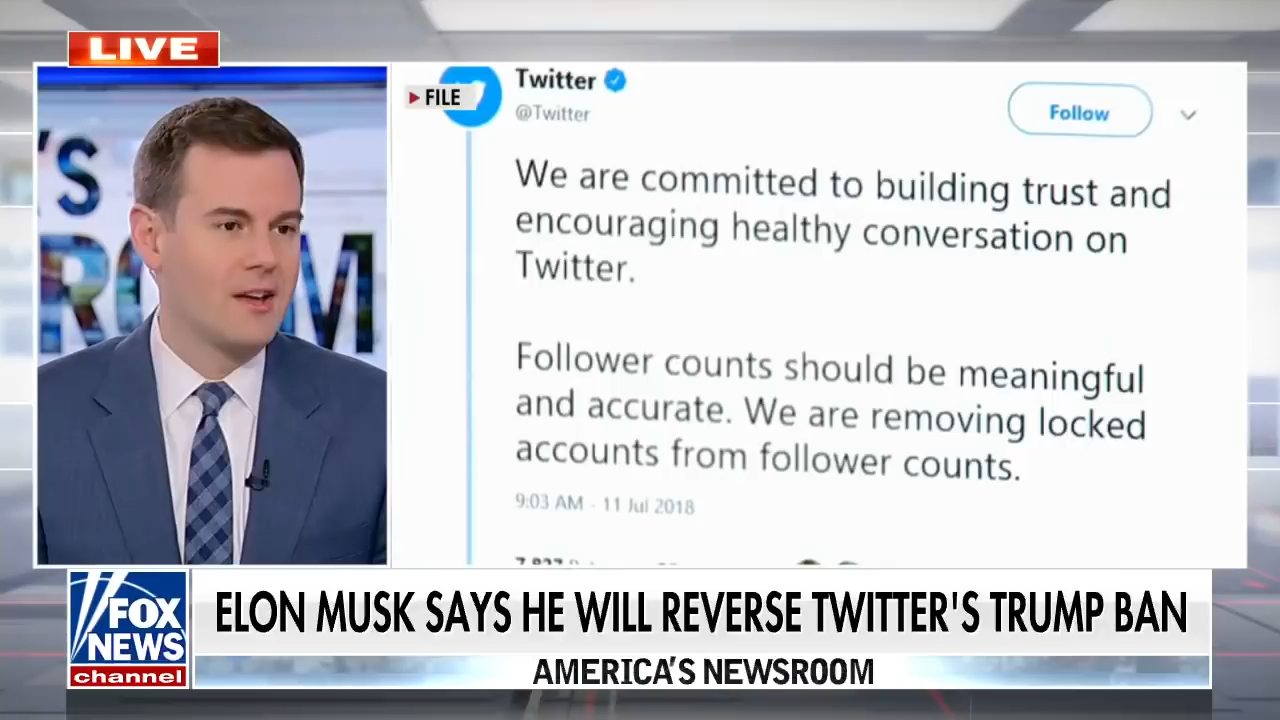 LIVE
'S
FILE
Twitter
@Twitter
Follow
We are committed to building trust and
encouraging healthy conversation on
Twitter.
Follower counts should be meaningful
and accurate. We are removing locked
accounts from follower counts.
9:03 AM - 11 Jul 2018
FOX
NEWS
channel
ELON MUSK SAYS HE WILL REVERSE TWITTER'S TRUMP BAN
AMERICA'S NEWSROOM